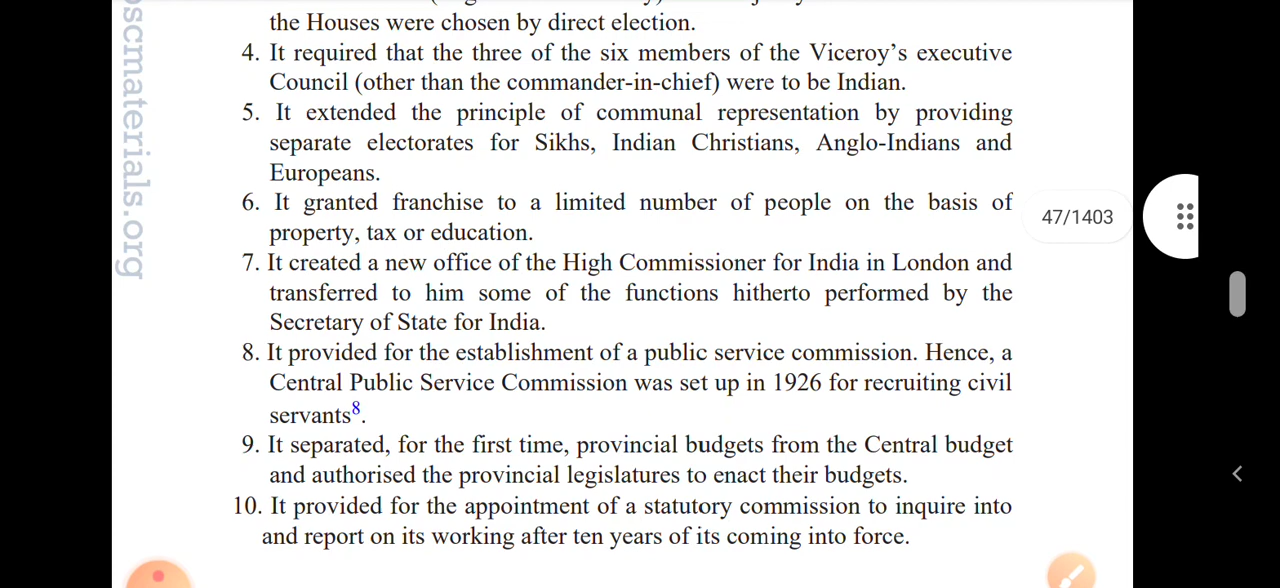 the Houses were chosen by direct election.
4. It required that the three of the six members of the Viceroy’s executive
Council (other than the commander-in-chief) were to be Indian.
5. It extended the principle of communal representation by providing
separate electorates for Sikhs, Indian Christians, Anglo-Indians and
Europeans.
6. It granted franchise to a limited number of people on the basis of
property, tax or education.
7. It created a new office of the High Commissioner for India in London and
transferred to him some of the functions hitherto performed by the
Secretary of State for India.
8. It provided for the establishment of a public service commission. Hence, a
Central Public Service Commission was set up in 1926 for recruiting civil
servants8.
9. It separated, for the first time, provincial budgets from the Central budget
and authorised the provincial legislatures to enact their budgets.
10. It provided for the appointment of a statutory commission to inquire into
and report on its working after ten years of its coming into force.
47/1403
scmaterials.org